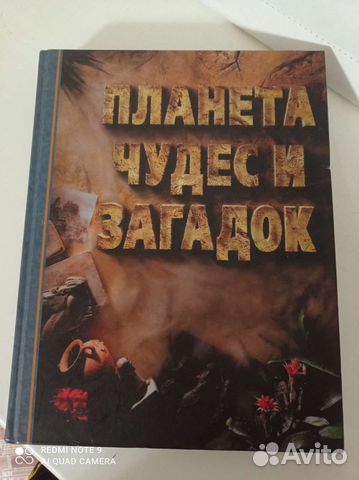 ПЛАНЕТА
ЧУДЕС И
ЗАГАДОК
REDMI NOTE 9
AI QUAD CAMERA
Avito